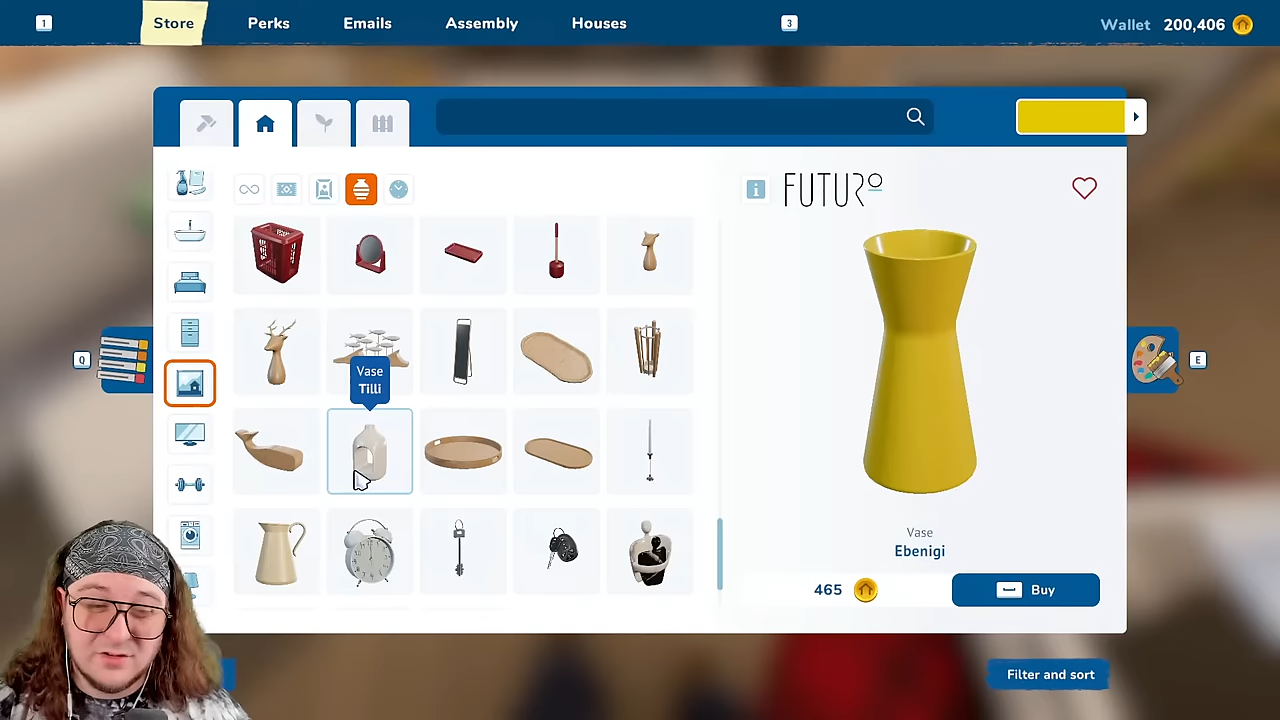 1
Store
Perks
Emails
Assembly
Houses
3
Wallet 200,406
FUTURO
Vase
Tilli
Q
E
Vase
Ebenigi
465
Buy
Filter and sort